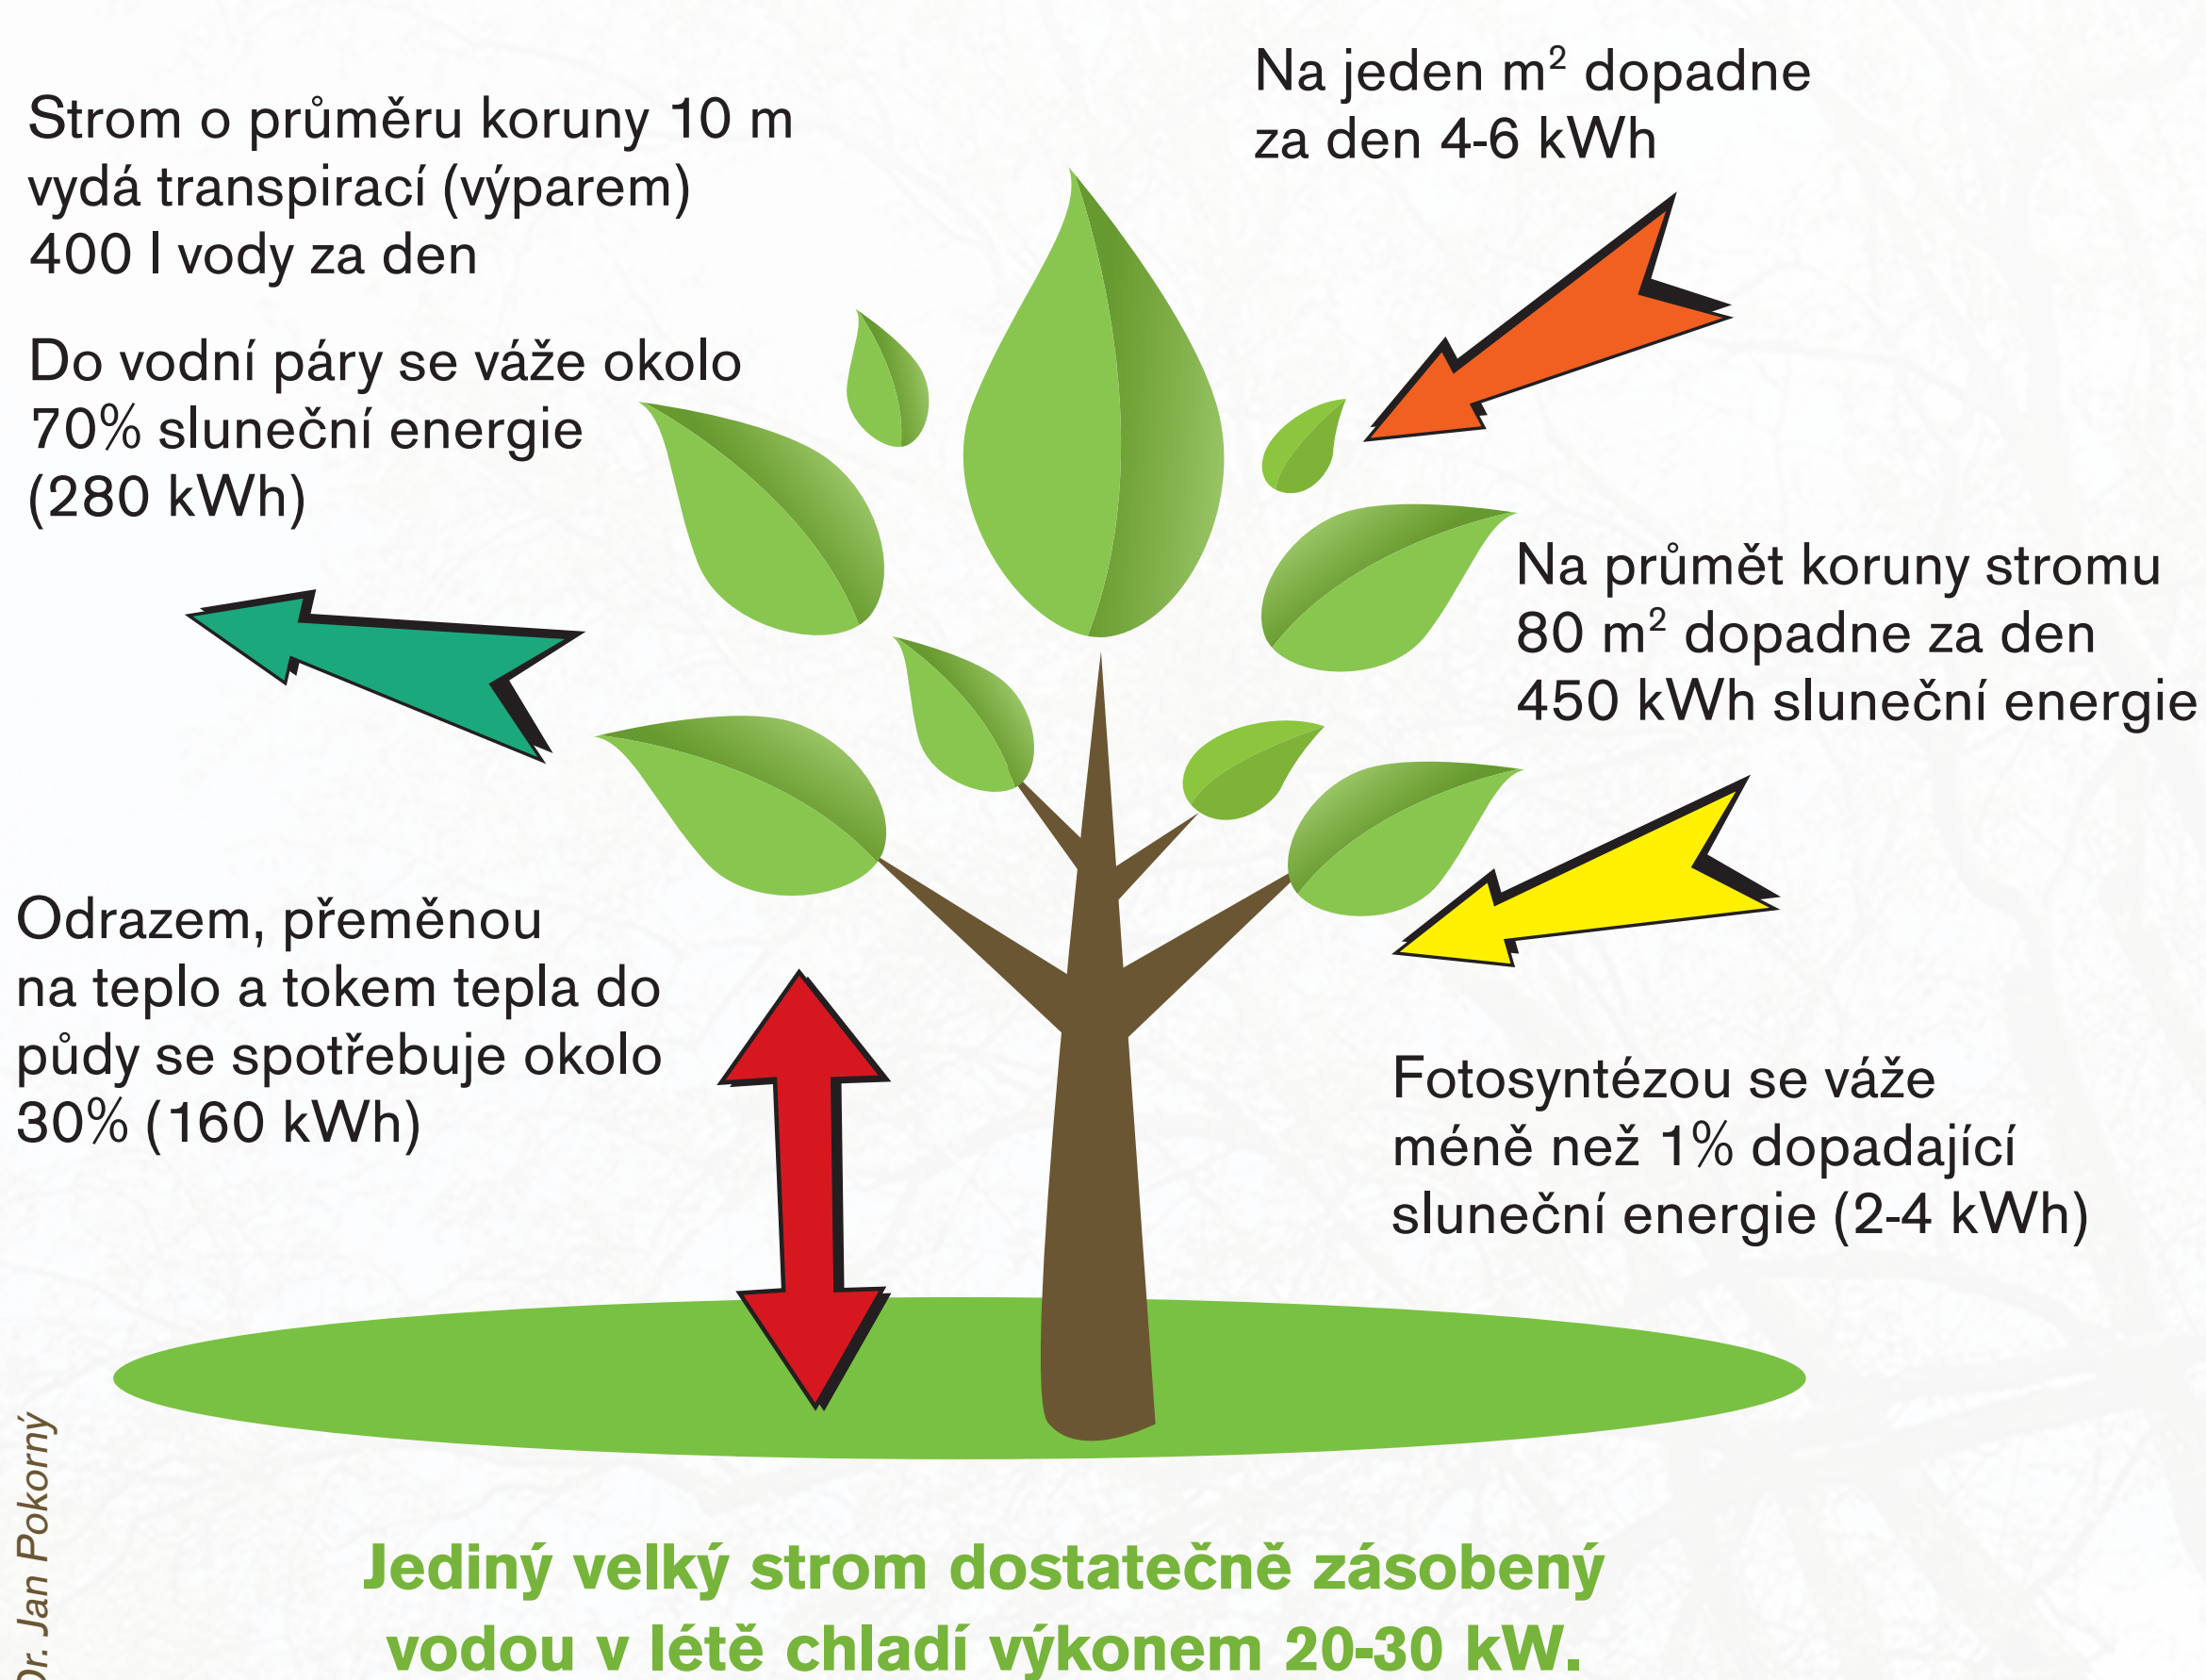 Strom o průměru koruny 10 m
vydá transpirací (výparem)
400 l vody za den
Do vodní páry se váže okolo
70% sluneční energie
(280 kWh)
Na jeden m² dopadne
za den 4-6 kWh
Na průmět koruny stromu
80 m² dopadne za den
450 kWh sluneční energie
Odrazem, přeměnou
na teplo a tokem tepla do
půdy se spotřebuje okolo
30% (160 kWh)
Fotosyntézou se váže
méně než 1% dopadající
sluneční energie (2-4 kWh)
Dr. Jan Pokorný
Jediný velký strom dostatečně zásobený
vodou v létě chladí výkonem 20-30 kW.